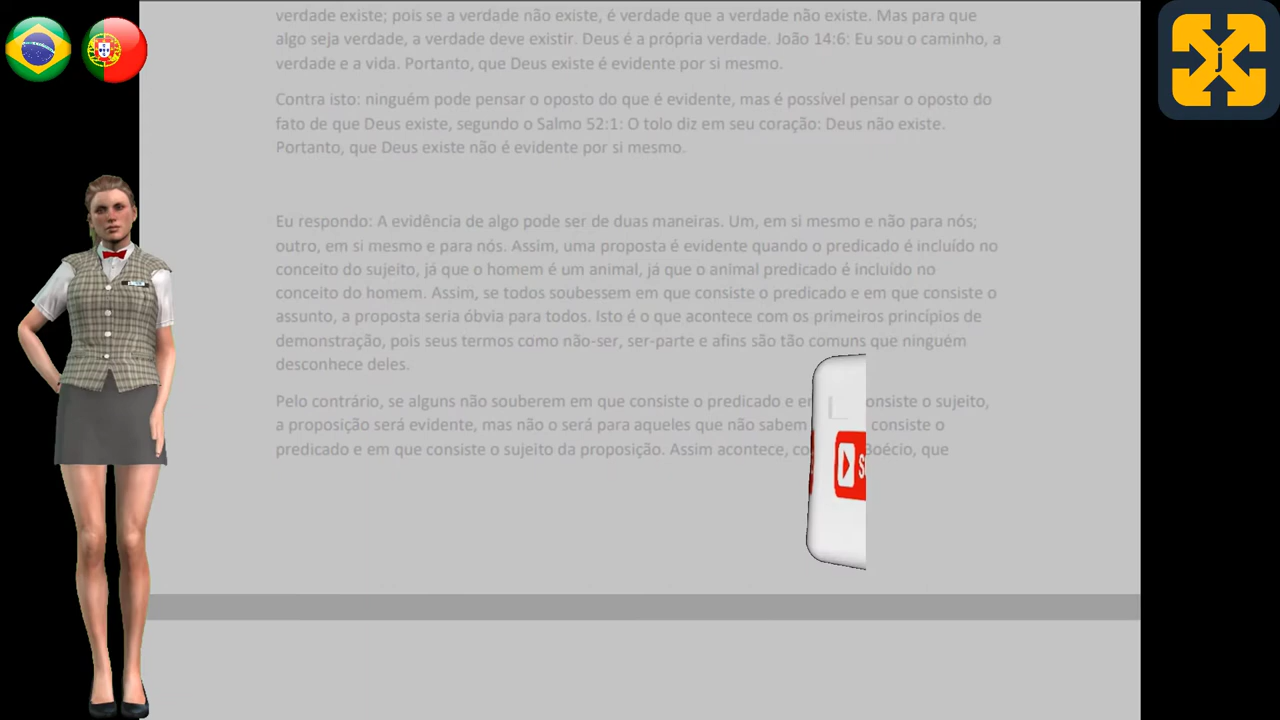 verdade existe; pois se a verdade não existe, é verdade que a verdade não existe. Mas para que
algo seja verdade, a verdade deve existir. Deus é a própria verdade. João 14:6: Eu sou o caminho, a
verdade e a vida. Portanto, que Deus existe é evidente por si mesmo.
Contra isto: ninguém pode pensar o oposto do que é evidente, mas é possível pensar o oposto do
fato de que Deus existe, segundo o Salmo 52:1: O tolo diz em seu coração: Deus não existe.
Portanto, que Deus existe não é evidente por si mesmo.
Eu respondo: A evidência de algo pode ser de duas maneiras. Um, em si mesmo e não para nós;
outro, em si mesmo e para nós. Assim, uma proposta é evidente quando o predicado é incluído no
conceito do sujeito, já que o homem é um animal, já que o animal predicado é incluído no
conceito do homem. Assim, se todos soubessem em que consiste o predicado e em que consiste o
assunto, a proposta seria óbvia para todos. Isto é o que acontece com os primeiros princípios de
demonstração, pois seus termos como não-ser, ser-parte e afins são tão comuns que ninguém
desconhece deles.
Pelo contrário, se alguns não souberem em que consiste o predicado e consiste o sujeito,
a proposição será evidente, mas não o será para aqueles que não sabem consiste o
predicado e em que consiste o sujeito da proposição. Assim acontece, Boécio, que
j